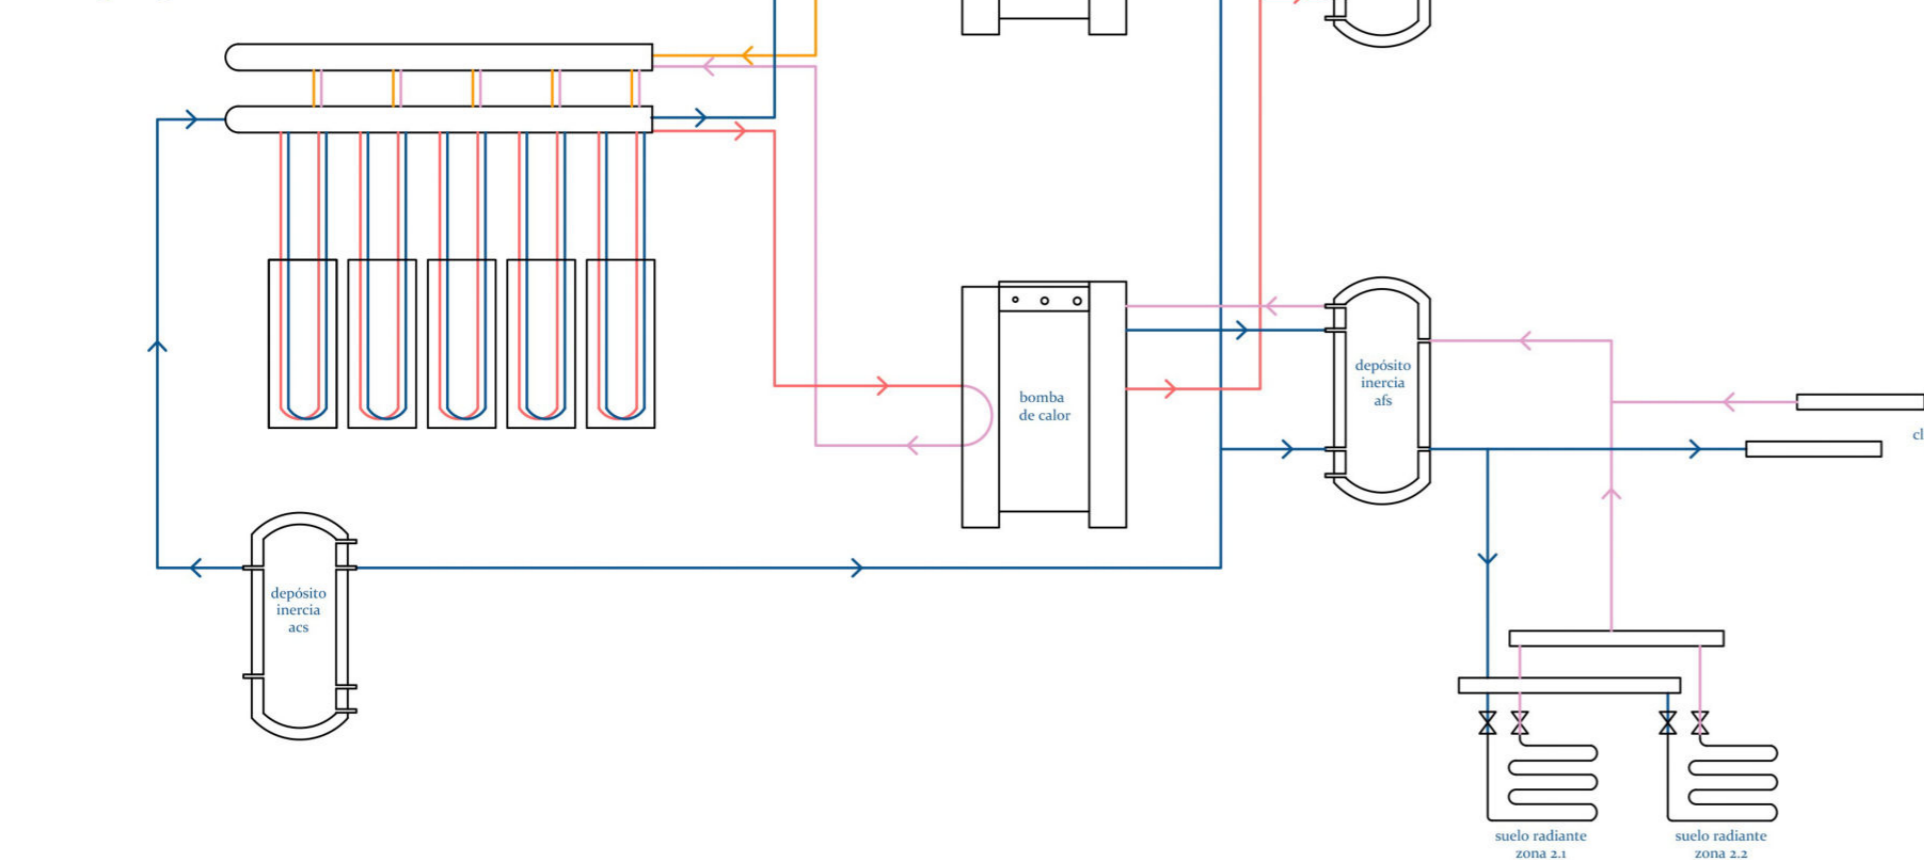 depósito
inercia
afs
bomba
de calor
cl
depósito
inercia
acs
suelo radiante
zona 2.1
suelo radiante
zona 2.2